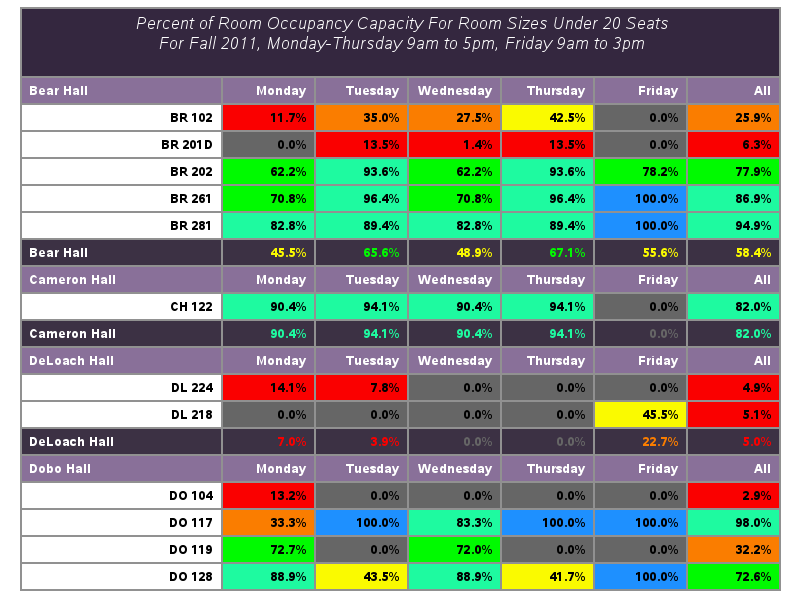 Percent of Room Occupancy Capacity For Room Sizes Under 20 Seats
For Fall 2011, Monday-Thursday 9am to 5pm, Friday 9am to 3pm
Bear Hall Monday Tuesday Wednesday Thursday Friday All
BR 102 11.7% 35.0% 27.5% 42.5% 0.0% 25.9%
BR 201D 0.0% 13.5% 1.4% 13.5% 0.0% 6.3%
BR 202 62.2% 93.6% 62.2% 93.6% 78.2% 77.9%
BR 261 70.8% 96.4% 70.8% 96.4% 100.0% 86.9%
BR 281 82.8% 89.4% 82.8% 89.4% 100.0% 94.9%
Bear Hall 45.5% 65.6% 48.9% 67.1% 55.6% 58.4%
Cameron Hall Monday Tuesday Wednesday Thursday Friday All
CH 122 90.4% 94.1% 90.4% 94.1% 0.0% 82.0%
Cameron Hall 90.4% 94.1% 90.4% 94.1% 0.0% 82.0%
DeLoach Hall Monday Tuesday Wednesday Thursday Friday All
DL 224 14.1% 7.8% 0.0% 0.0% 0.0% 4.9%
DL 218 0.0% 0.0% 0.0% 0.0% 45.5% 5.1%
DeLoach Hall 7.0% 3.9% 0.0% 0.0% 22.7% 5.0%
Dobo Hall Monday Tuesday Wednesday Thursday Friday All
DO 104 13.2% 0.0% 0.0% 0.0% 0.0% 2.9%
DO 117 33.3% 100.0% 83.3% 100.0% 100.0% 98.0%
DO 119 72.7% 0.0% 72.0% 0.0% 0.0% 32.2%
DO 128 88.9% 43.5% 88.9% 41.7% 100.0% 72.6%